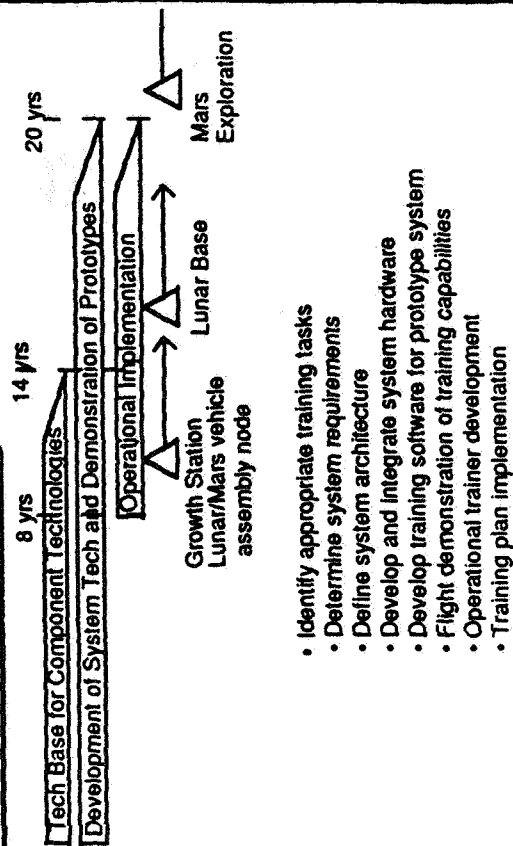 8 yrs
14 yrs
20 yrs
Tech Base for Component Technologies
Development of System Tech and Demonstration of Prototypes
Operational Implementation
Growth Station
Lunar/Mars vehicle
assembly node
Lunar Base
Mars
Exploration
• Identify appropriate training tasks
• Determine system requirements
• Define system architecture
• Develop and integrate system hardware
• Develop training software for prototype system
• Flight demonstration of training capabilities
• Operational trainer development
• Training plan implementation